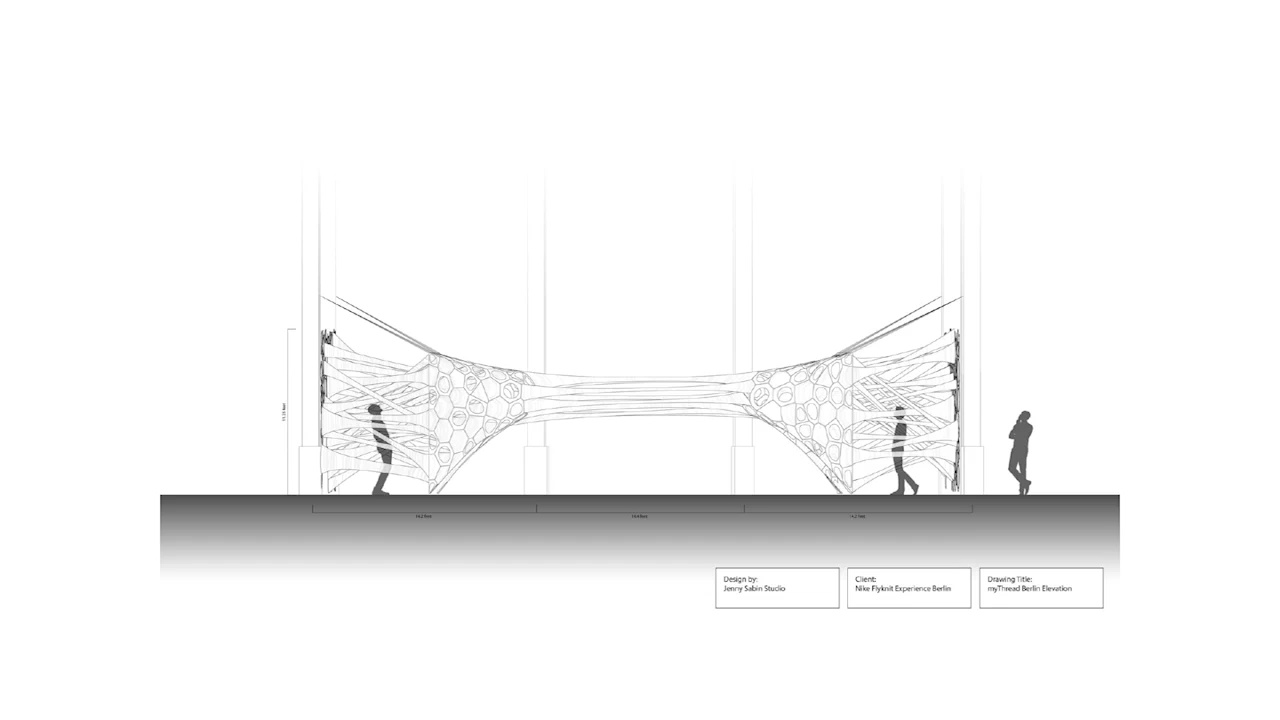 Design by:
Jenny Sabin Studio
Client:
Nike Flyknit Experience Berlin
Drawing Title:
myThread Berlin Elevation